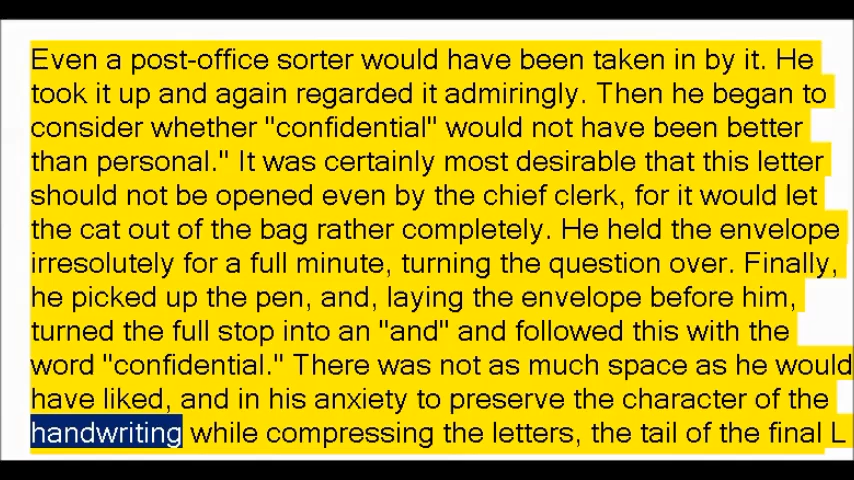 Even a post-office sorter would have been taken in by it. He
took it up and again regarded it admiringly. Then he began to
consider whether "confidential" would not have been better
than personal." It was certainly most desirable that this letter
should not be opened even by the chief clerk, for it would let
the cat out of the bag rather completely. He held the envelope
irresolutely for a full minute, turning the question over. Finally,
he picked up the pen, and, laying the envelope before him,
turned the full stop into an "and" and followed this with the
word "confidential." There was not as much space as he would
have liked, and in his anxiety to preserve the character of the
handwriting while compressing the letters, the tail of the final L